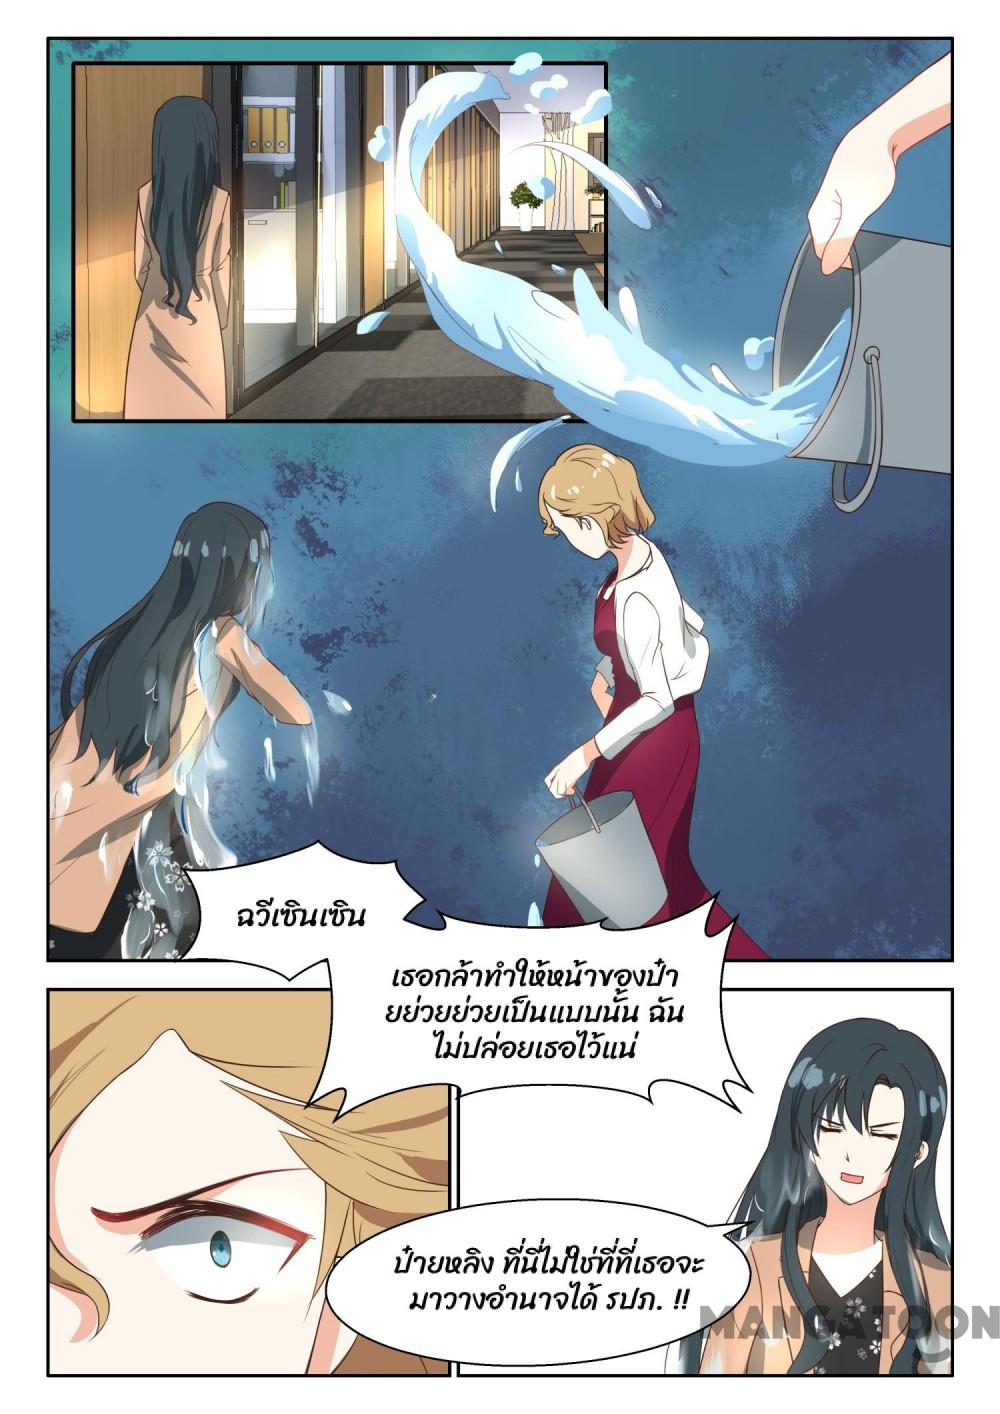 ฉวีเซินเซิน
เธอกล้าทำให้หน้าของป๋า
ยย่วยย่วยเป็นแบบนั้น ฉัน
ไม่ปล่อยเธอไว้แน่
ป๋ายหลิง ที่นี่ไม่ใช่ที่ที่เธอจะ
มาวางอำนาจได้ รปภ. !!
MANGATOON